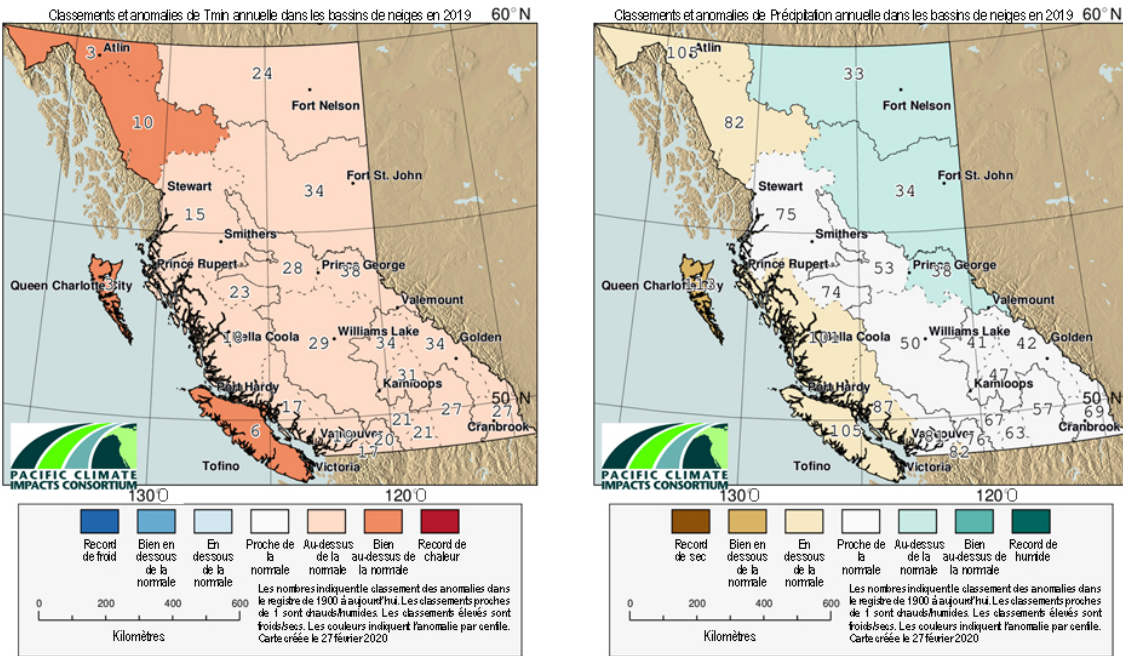 Classements et anomalies de Tmin annuelle dans les bassins de neiges en 2019
60°N
3
Atlin
24
Fort Nelson
10
34
Fort St. John
Stewart
15
Smithers
Prince Rupert
28
Prince George
38
Queen Charlotte City
3
23
Valemount
18
Bella Coola
Williams Lake
29
34
34
Golden
31
Kamloops
Port Hardy
17
50 N
27
27
21
6
Vancouver
19
20
21
Cranbrook
17
Tofino
Victoria
PACIFIC CLIMATE
IMPACTS CONSORTIUM
130°O
120°O
Record de froid
Bien en dessous de la normale
En dessous de la normale
Proche de la normale
Au-dessus de la normale
Bien au-dessus de la normale
Record de chaleur
0 200 400 600
Kilomètres
Les nombres indiquent le classement des anomalies dans
le registre de 1900 à aujourd'hui. Les classements proches
de 1 sont chauds/humides. Les classements élevés sont
froids/secs. Les couleurs indiquent l'anomalie par centile.
Carte créée le 27 février 2020
Classements et anomalies de Précipitation annuelle dans les bassins de neiges en 2019
60°N
105
Atlin
33
Fort Nelson
82
34
Fort St. John
Stewart
75
Smithers
Prince Rupert
53
Prince George
38
Queen Charlotte City
113
74
Valemount
101
Bella Coola
Williams Lake
50
41
42
Golden
47
Kamloops
Port Hardy
87
50 N
57
69
67
105
Vancouver
81
76
63
Cranbrook
82
Tofino
Victoria
PACIFIC CLIMATE
IMPACTS CONSORTIUM
130°O
120°O
Record de sec
Bien en dessous de la normale
En dessous de la normale
Proche de la normale
Au-dessus de la normale
Bien au-dessus de la normale
Record de humide
0 200 400 600
Kilomètres
Les nombres indiquent le classement des anomalies dans
le registre de 1900 à aujourd'hui. Les classements proches
de 1 sont chauds/humides. Les classements élevés sont
froids/secs. Les couleurs indiquent l'anomalie par centile.
Carte créée le 27 février 2020